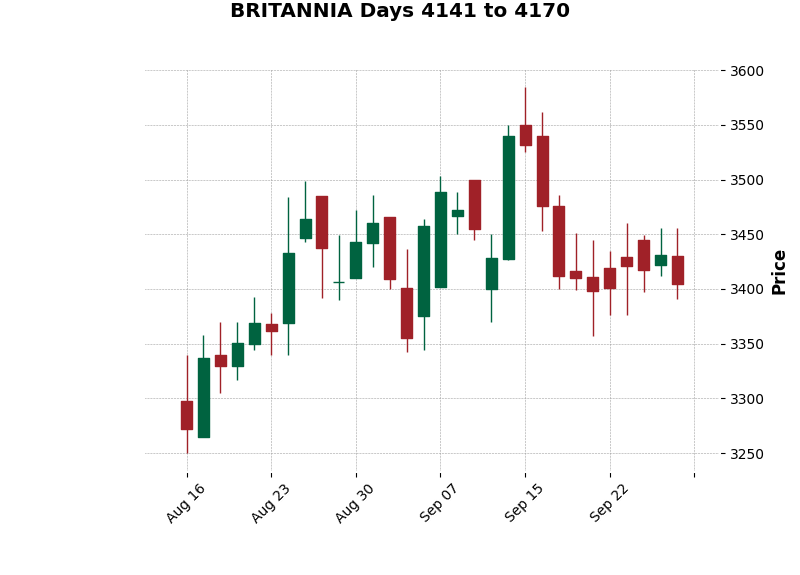 BRITANNIA Days 4141 to 4170
3600
3550
3500
3450
3400
3350
3300
3250
Price
Aug 16
Aug 23
Aug 30
Sep 07
Sep 15
Sep 22